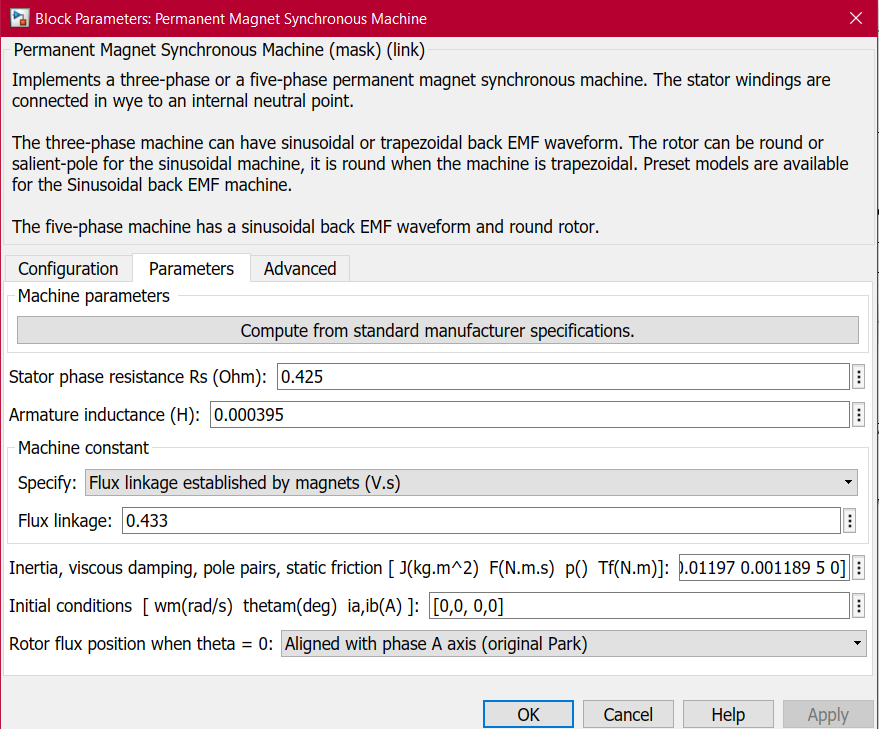 Block Parameters: Permanent Magnet Synchronous Machine
Permanent Magnet Synchronous Machine (mask) (link)
Implements a three-phase or a five-phase permanent magnet synchronous machine. The stator windings are
connected in wye to an internal neutral point.
The three-phase machine can have sinusoidal or trapezoidal back EMF waveform. The rotor can be round or
salient-pole for the sinusoidal machine, it is round when the machine is trapezoidal. Preset models are available
for the Sinusoidal back EMF machine.
The five-phase machine has a sinusoidal back EMF waveform and round rotor.
Configuration Parameters Advanced
Machine parameters
Compute from standard manufacturer specifications.
Stator phase resistance Rs (Ohm): 0.425
Armature inductance (H): 0.000395
Machine constant
Specify: Flux linkage established by magnets (V.s)
Flux linkage: 0.433
Inertia, viscous damping, pole pairs, static friction [ J(kg.m^2) F(N.m.s) p() Tf(N.m)]: 0.01197 0.001189 5 0]
Initial conditions [ wm(rad/s) thetam(deg) ia,ib(A) ]: [0,0, 0,0]
Rotor flux position when theta = 0: Aligned with phase A axis (original Park)
OK Cancel Help Apply